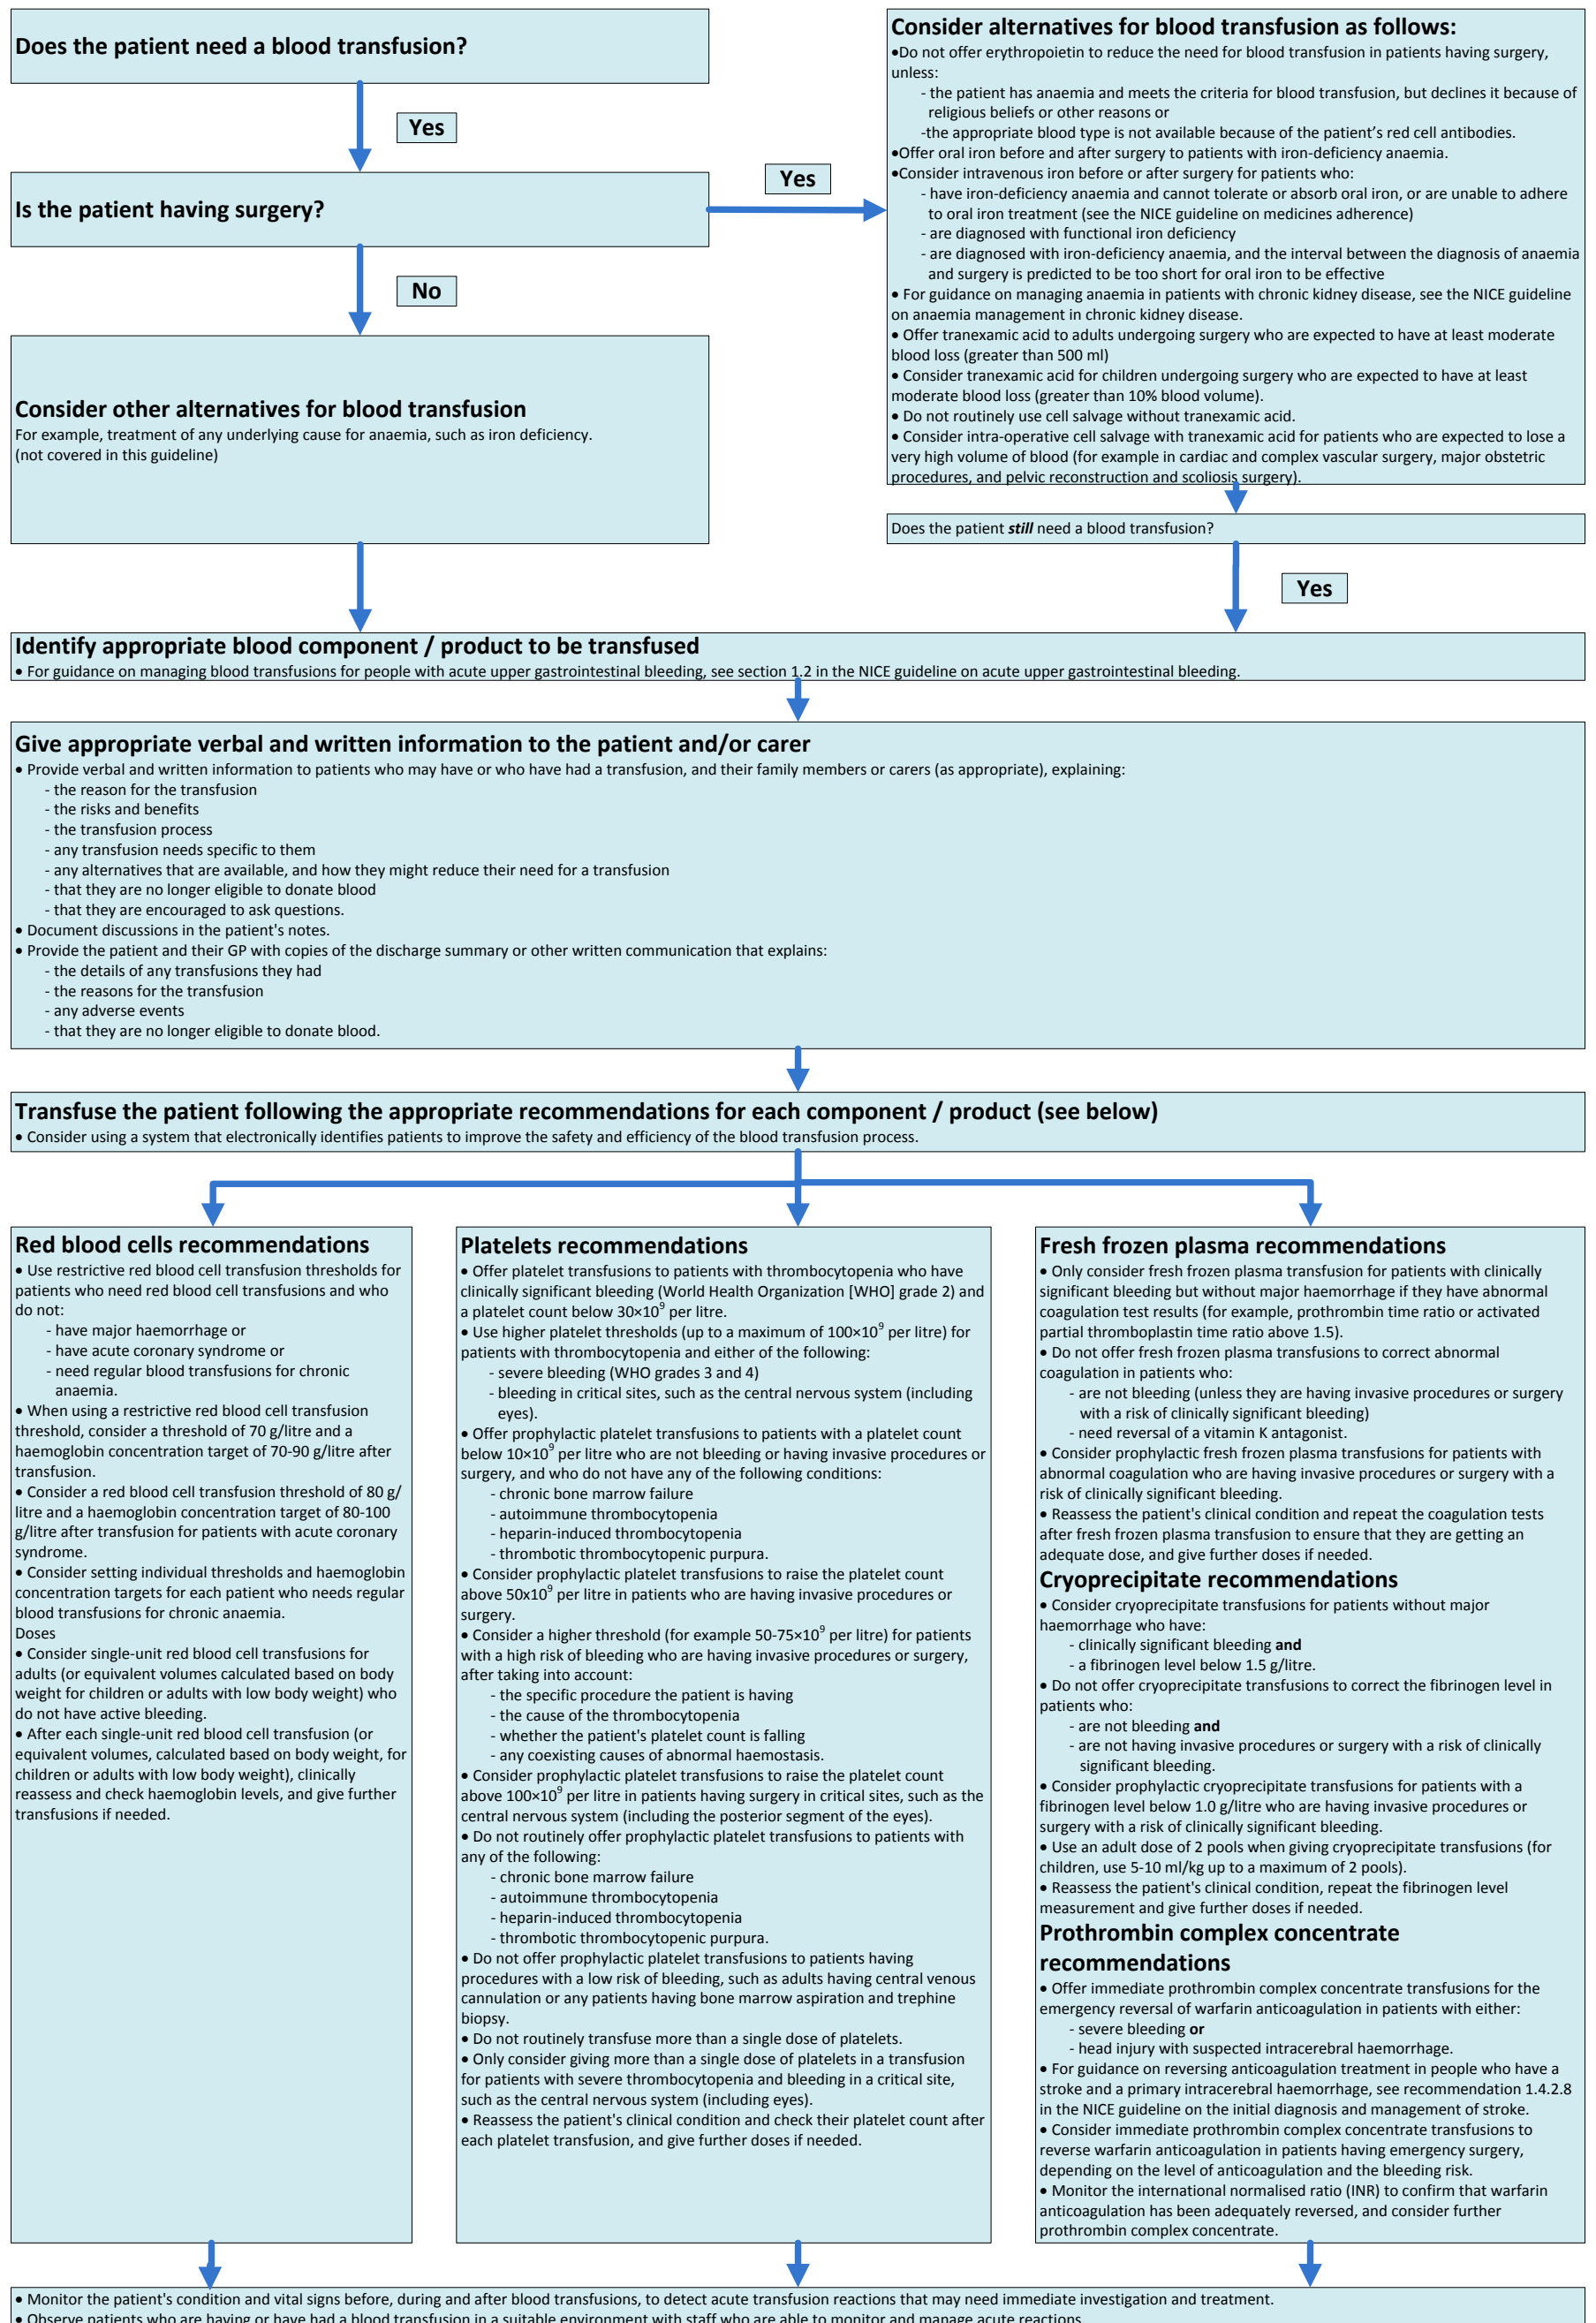 Does the patient need a blood transfusion?
Yes
Is the patient having surgery?
Yes
No
Consider other alternatives for blood transfusion
For example, treatment of any underlying cause for anaemia, such as iron deficiency.
(not covered in this guideline)
Consider alternatives for blood transfusion as follows:
•Do not offer erythropoietin to reduce the need for blood transfusion in patients having surgery,
unless:
- the patient has anaemia and meets the criteria for blood transfusion, but declines it because of
religious beliefs or other reasons or
-the appropriate blood type is not available because of the patient’s red cell antibodies.
•Offer oral iron before and after surgery to patients with iron-deficiency anaemia.
•Consider intravenous iron before or after surgery for patients who:
- have iron-deficiency anaemia and cannot tolerate or absorb oral iron, or are unable to adhere
to oral iron treatment (see the NICE guideline on medicines adherence)
- are diagnosed with functional iron deficiency
- are diagnosed with iron-deficiency anaemia, and the interval between the diagnosis of anaemia
and surgery is predicted to be too short for oral iron to be effective
• For guidance on managing anaemia in patients with chronic kidney disease, see the NICE guideline
on anaemia management in chronic kidney disease.
• Offer tranexamic acid to adults undergoing surgery who are expected to have at least moderate
blood loss (greater than 500 ml)
• Consider tranexamic acid for children undergoing surgery who are expected to have at least
moderate blood loss (greater than 10% blood volume).
• Do not routinely use cell salvage without tranexamic acid.
• Consider intra-operative cell salvage with tranexamic acid for patients who are expected to lose a
very high volume of blood (for example in cardiac and complex vascular surgery, major obstetric
procedures, and pelvic reconstruction and scoliosis surgery).
Does the patient still need a blood transfusion?
Yes
Identify appropriate blood component / product to be transfused
• For guidance on managing blood transfusions for people with acute upper gastrointestinal bleeding, see section 1.2 in the NICE guideline on acute upper gastrointestinal bleeding.
Give appropriate verbal and written information to the patient and/or carer
• Provide verbal and written information to patients who may have or who have had a transfusion, and their family members or carers (as appropriate), explaining:
- the reason for the transfusion
- the risks and benefits
- the transfusion process
- any transfusion needs specific to them
- any alternatives that are available, and how they might reduce their need for a transfusion
- that they are no longer eligible to donate blood
- that they are encouraged to ask questions.
• Document discussions in the patient's notes.
• Provide the patient and their GP with copies of the discharge summary or other written communication that explains:
- the details of any transfusions they had
- the reasons for the transfusion
- any adverse events
- that they are no longer eligible to donate blood.
Transfuse the patient following the appropriate recommendations for each component / product (see below)
• Consider using a system that electronically identifies patients to improve the safety and efficiency of the blood transfusion process.
Red blood cells recommendations
• Use restrictive red blood cell transfusion thresholds for
patients who need red blood cell transfusions and who
do not:
- have major haemorrhage or
- have acute coronary syndrome or
- need regular blood transfusions for chronic
anaemia.
• When using a restrictive red blood cell transfusion
threshold, consider a threshold of 70 g/litre and a
haemoglobin concentration target of 70-90 g/litre after
transfusion.
• Consider a red blood cell transfusion threshold of 80 g/
litre and a haemoglobin concentration target of 80-100
g/litre after transfusion for patients with acute coronary
syndrome.
• Consider setting individual thresholds and haemoglobin
concentration targets for each patient who needs regular
blood transfusions for chronic anaemia.
Doses
• Consider single-unit red blood cell transfusions for
adults (or equivalent volumes calculated based on body
weight for children or adults with low body weight) who
do not have active bleeding.
• After each single-unit red blood cell transfusion (or
equivalent volumes, calculated based on body weight, for
children or adults with low body weight), clinically
reassess and check haemoglobin levels, and give further
transfusions if needed.
Platelets recommendations
• Offer platelet transfusions to patients with thrombocytopenia who have
clinically significant bleeding (World Health Organization [WHO] grade 2) and
a platelet count below 30×10⁹ per litre.
• Use higher platelet thresholds (up to a maximum of 100×10⁹ per litre) for
patients with thrombocytopenia and either of the following:
- severe bleeding (WHO grades 3 and 4)
- bleeding in critical sites, such as the central nervous system (including
eyes).
• Offer prophylactic platelet transfusions to patients with a platelet count
below 10×10⁹ per litre who are not bleeding or having invasive procedures or
surgery, and who do not have any of the following conditions:
- chronic bone marrow failure
- autoimmune thrombocytopenia
- heparin-induced thrombocytopenia
- thrombotic thrombocytopenic purpura.
• Consider prophylactic platelet transfusions to raise the platelet count
above 50x10⁹ per litre in patients who are having invasive procedures or
surgery.
• Consider a higher threshold (for example 50-75×10⁹ per litre) for patients
with a high risk of bleeding who are having invasive procedures or surgery,
after taking into account:
- the specific procedure the patient is having
- the cause of the thrombocytopenia
- whether the patient's platelet count is falling
- any coexisting causes of abnormal haemostasis.
• Consider prophylactic platelet transfusions to raise the platelet count
above 100×10⁹ per litre in patients having surgery in critical sites, such as the
central nervous system (including the posterior segment of the eyes).
• Do not routinely offer prophylactic platelet transfusions to patients with
any of the following:
- chronic bone marrow failure
- autoimmune thrombocytopenia
- heparin-induced thrombocytopenia
- thrombotic thrombocytopenic purpura.
• Do not offer prophylactic platelet transfusions to patients having
procedures with a low risk of bleeding, such as adults having central venous
cannulation or any patients having bone marrow aspiration and trephine
biopsy.
• Do not routinely transfuse more than a single dose of platelets.
• Only consider giving more than a single dose of platelets in a transfusion
for patients with severe thrombocytopenia and bleeding in a critical site,
such as the central nervous system (including eyes).
• Reassess the patient's clinical condition and check their platelet count after
each platelet transfusion, and give further doses if needed.
Fresh frozen plasma recommendations
• Only consider fresh frozen plasma transfusion for patients with clinically
significant bleeding but without major haemorrhage if they have abnormal
coagulation test results (for example, prothrombin time ratio or activated
partial thromboplastin time ratio above 1.5).
• Do not offer fresh frozen plasma transfusions to correct abnormal
coagulation in patients who:
- are not bleeding (unless they are having invasive procedures or surgery
with a risk of clinically significant bleeding)
- need reversal of a vitamin K antagonist.
• Consider prophylactic fresh frozen plasma transfusions for patients with
abnormal coagulation who are having invasive procedures or surgery with a
risk of clinically significant bleeding.
• Reassess the patient's clinical condition and repeat the coagulation tests
after fresh frozen plasma transfusion to ensure that they are getting an
adequate dose, and give further doses if needed.
Cryoprecipitate recommendations
• Consider cryoprecipitate transfusions for patients without major
haemorrhage who have:
- clinically significant bleeding and
- a fibrinogen level below 1.5 g/litre.
• Do not offer cryoprecipitate transfusions to correct the fibrinogen level in
patients who:
- are not bleeding and
- are not having invasive procedures or surgery with a risk of clinically
significant bleeding.
• Consider prophylactic cryoprecipitate transfusions for patients with a
fibrinogen level below 1.0 g/litre who are having invasive procedures or
surgery with a risk of clinically significant bleeding.
• Use an adult dose of 2 pools when giving cryoprecipitate transfusions (for
children, use 5-10 ml/kg up to a maximum of 2 pools).
• Reassess the patient's clinical condition, repeat the fibrinogen level
measurement and give further doses if needed.
Prothrombin complex concentrate
recommendations
• Offer immediate prothrombin complex concentrate transfusions for the
emergency reversal of warfarin anticoagulation in patients with either:
- severe bleeding or
- head injury with suspected intracerebral haemorrhage.
• For guidance on reversing anticoagulation treatment in people who have a
stroke and a primary intracerebral haemorrhage, see recommendation 1.4.2.8
in the NICE guideline on the initial diagnosis and management of stroke.
• Consider immediate prothrombin complex concentrate transfusions to
reverse warfarin anticoagulation in patients having emergency surgery,
depending on the level of anticoagulation and the bleeding risk.
• Monitor the international normalised ratio (INR) to confirm that warfarin
anticoagulation has been adequately reversed, and consider further
prothrombin complex concentrate.
• Monitor the patient's condition and vital signs before, during and after blood transfusions, to detect acute transfusion reactions that may need immediate investigation and treatment.
• Observe patients who are having or have had a blood transfusion in a suitable environment with staff who are able to monitor and manage acute reactions.